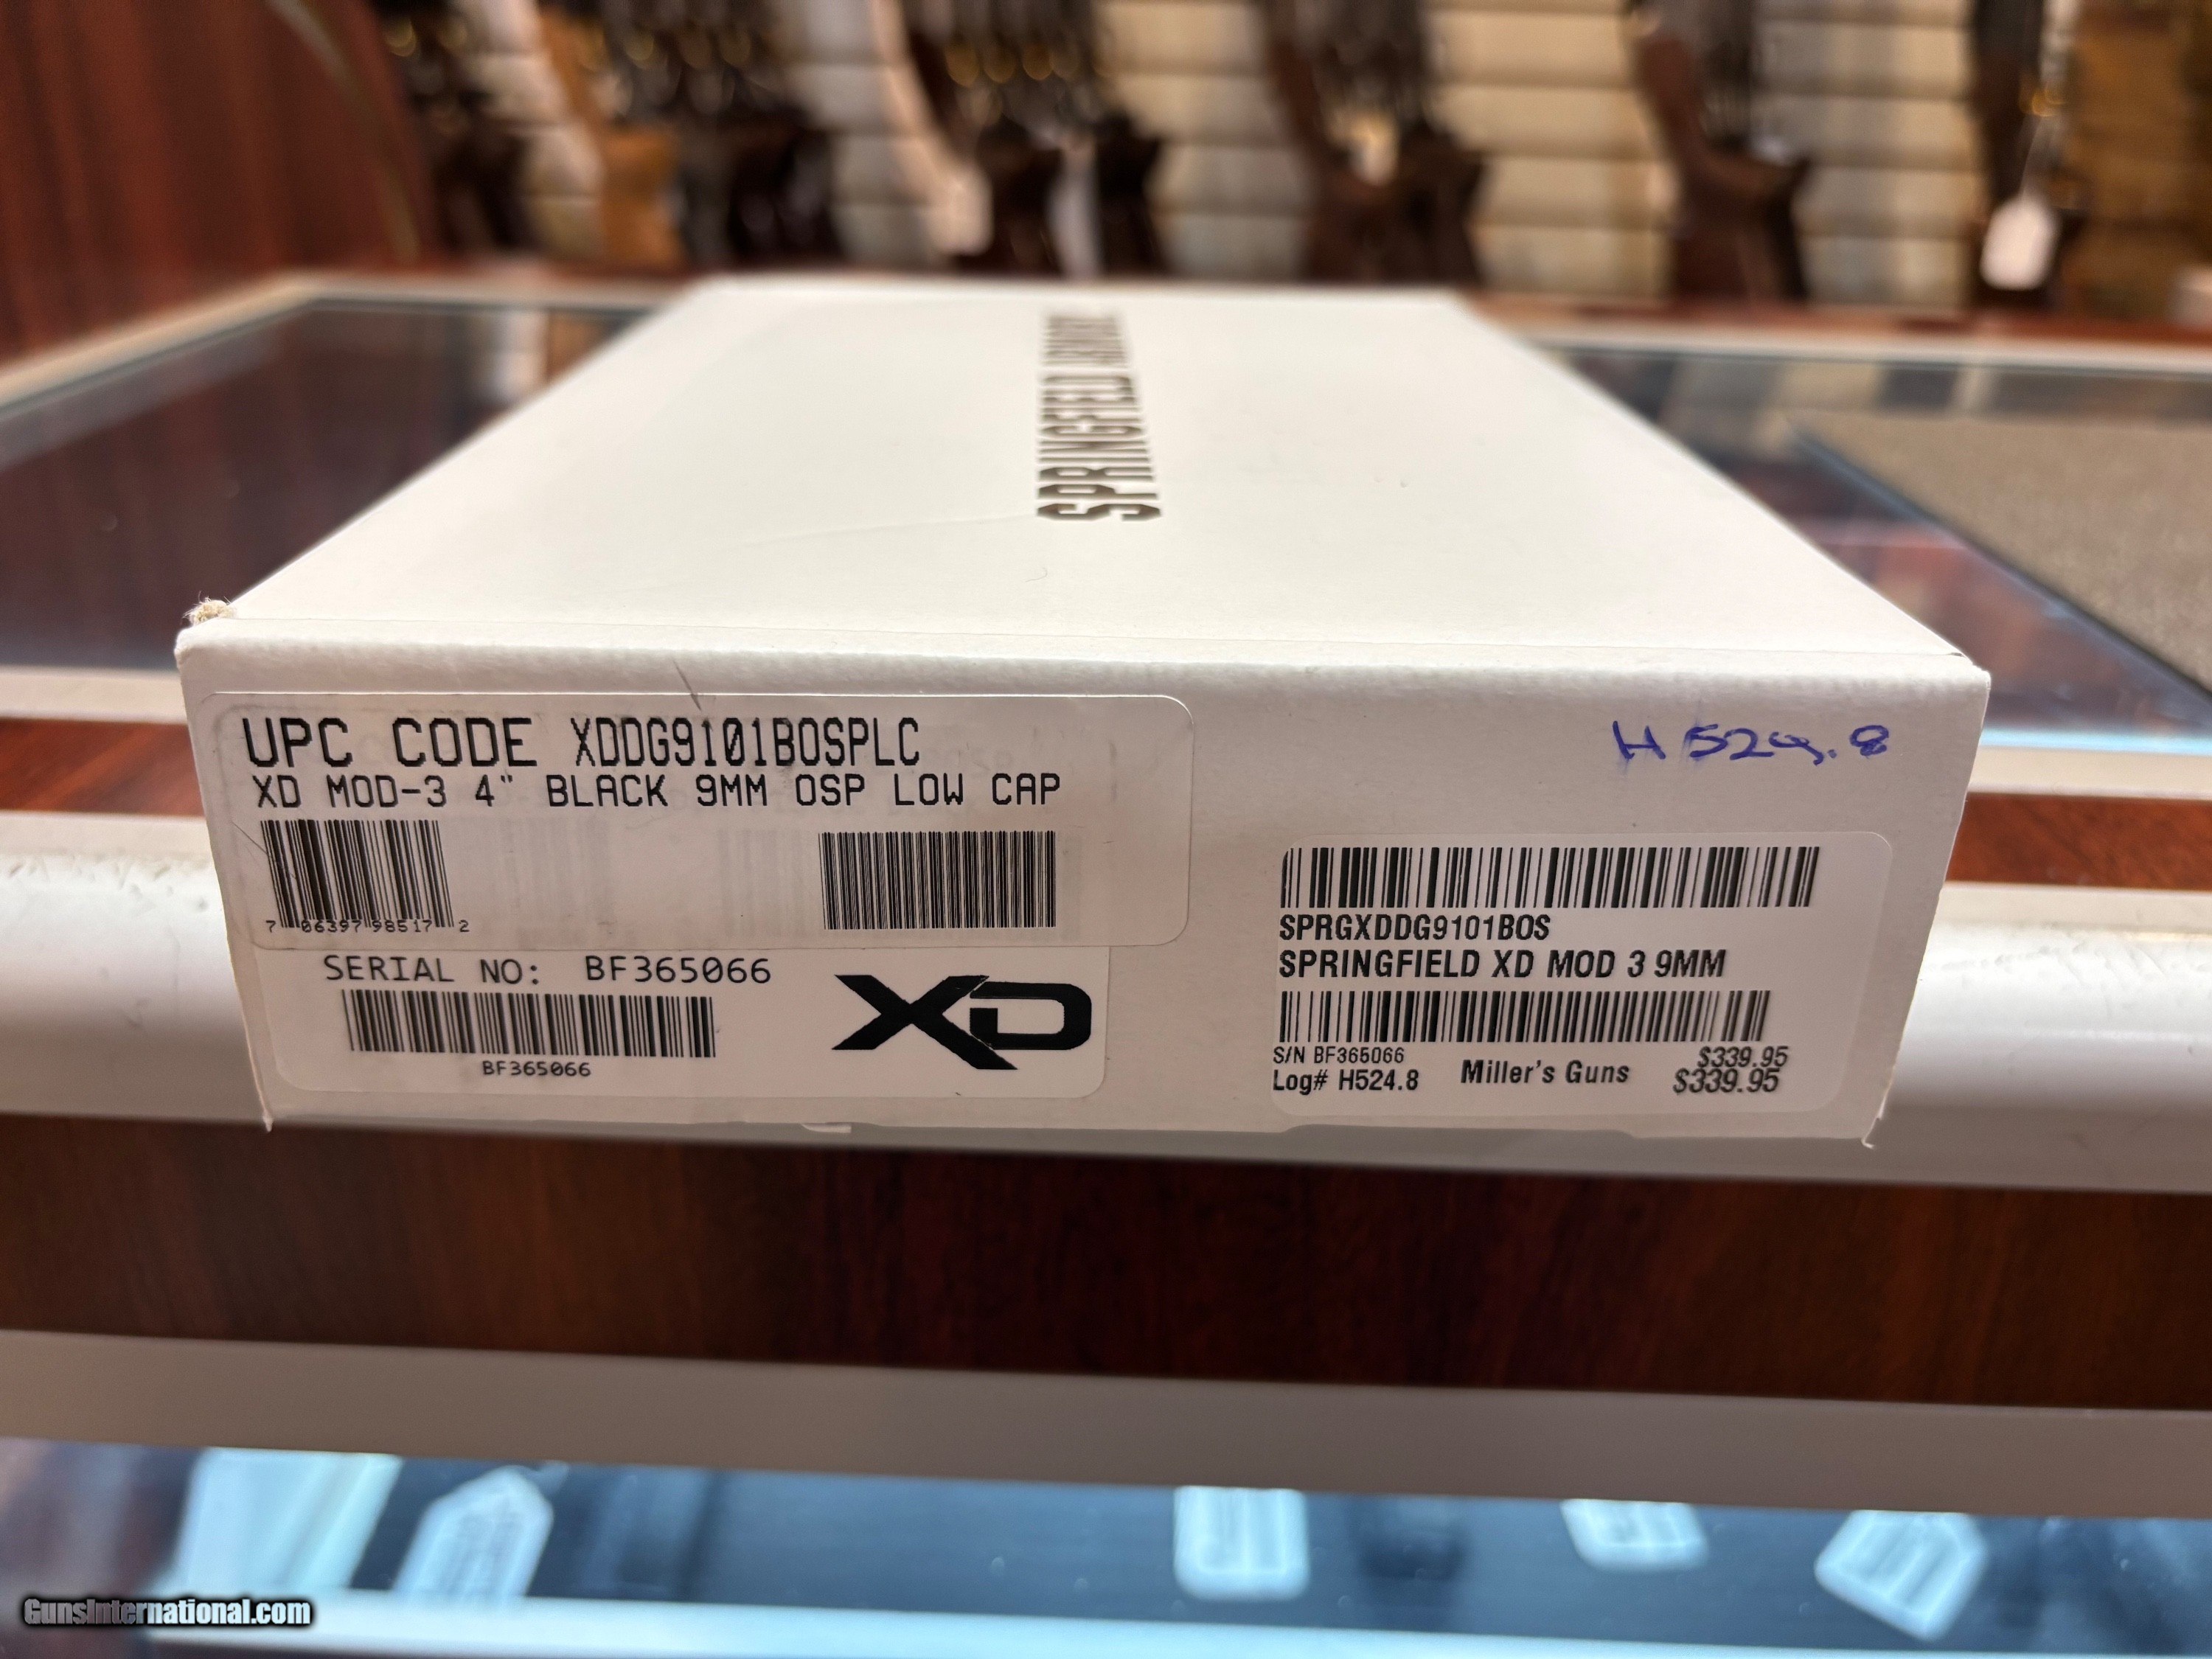 SPRINGFIELD ARMORY
UPC CODE XDDG9101BOSPLC
XD MOD-3 4" BLACK 9MM OSP LOW CAP
7 06397 98517 2
SERIAL NO: BF365066
BF365066
XD
H 524.8
SPRGXDDG9101BOS
SPRINGFIELD XD MOD 3 9MM
S/N BF365066 $339.95
Log# H524.8 Miller's Guns $339.95
GunsInternational.com